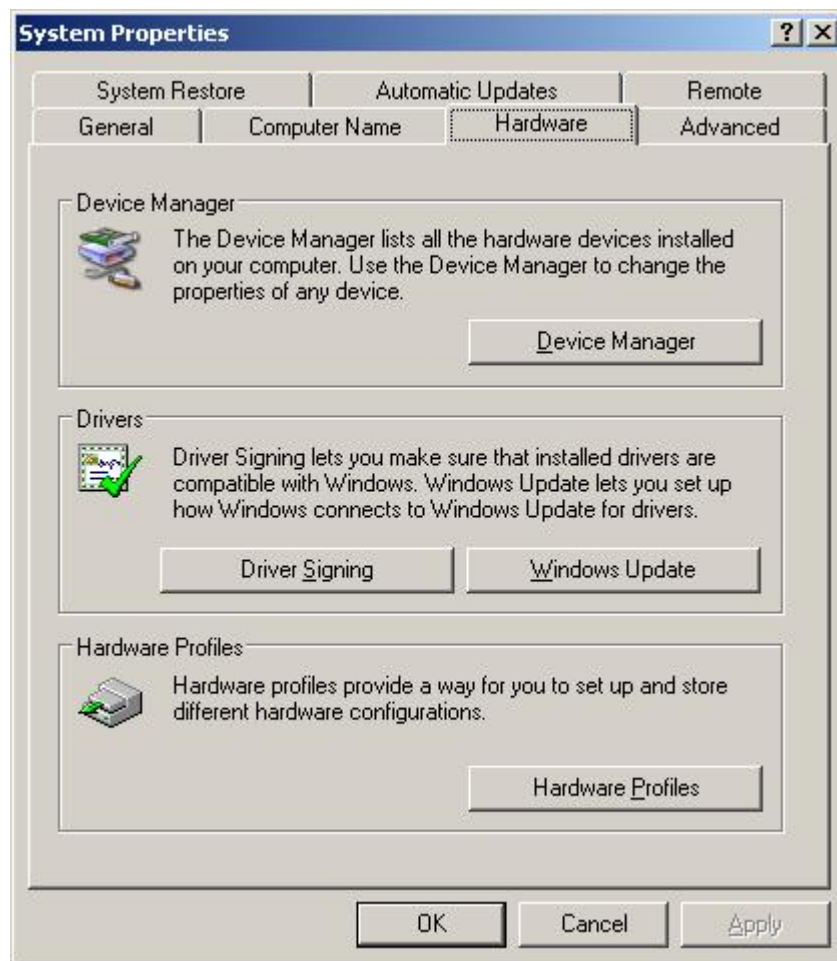 System Properties
System Restore
Automatic Updates
Remote
General
Computer Name
Hardware
Advanced
Device Manager
The Device Manager lists all the hardware devices installed
on your computer. Use the Device Manager to change the
properties of any device.
Device Manager
Drivers
Driver Signing lets you make sure that installed drivers are
compatible with Windows. Windows Update lets you set up
how Windows connects to Windows Update for drivers.
Driver Signing
Windows Update
Hardware Profiles
Hardware profiles provide a way for you to set up and store
different hardware configurations.
Hardware Profiles
OK
Cancel
Apply